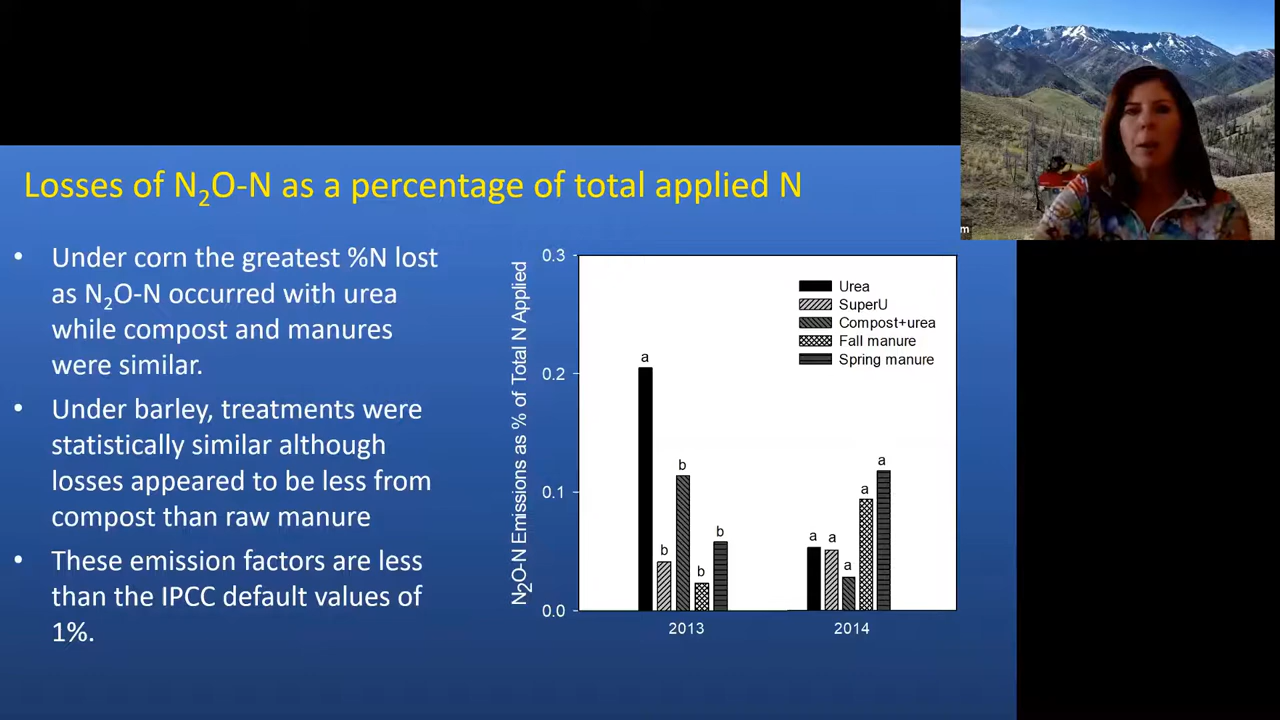 Losses of N₂O-N as a percentage of total applied N
• Under corn the greatest %N lost
as N₂O-N occurred with urea
while compost and manures
were similar.
• Under barley, treatments were
statistically similar although
losses appeared to be less from
compost than raw manure
• These emission factors are less
than the IPCC default values of
1%.
N₂O-N Emissions as % of Total N Applied
0.3
0.2
0.1
0.0
Urea
SuperU
Compost+urea
Fall manure
Spring manure
a
b
b
b
b
a
a
a
a
a
2013
2014
m